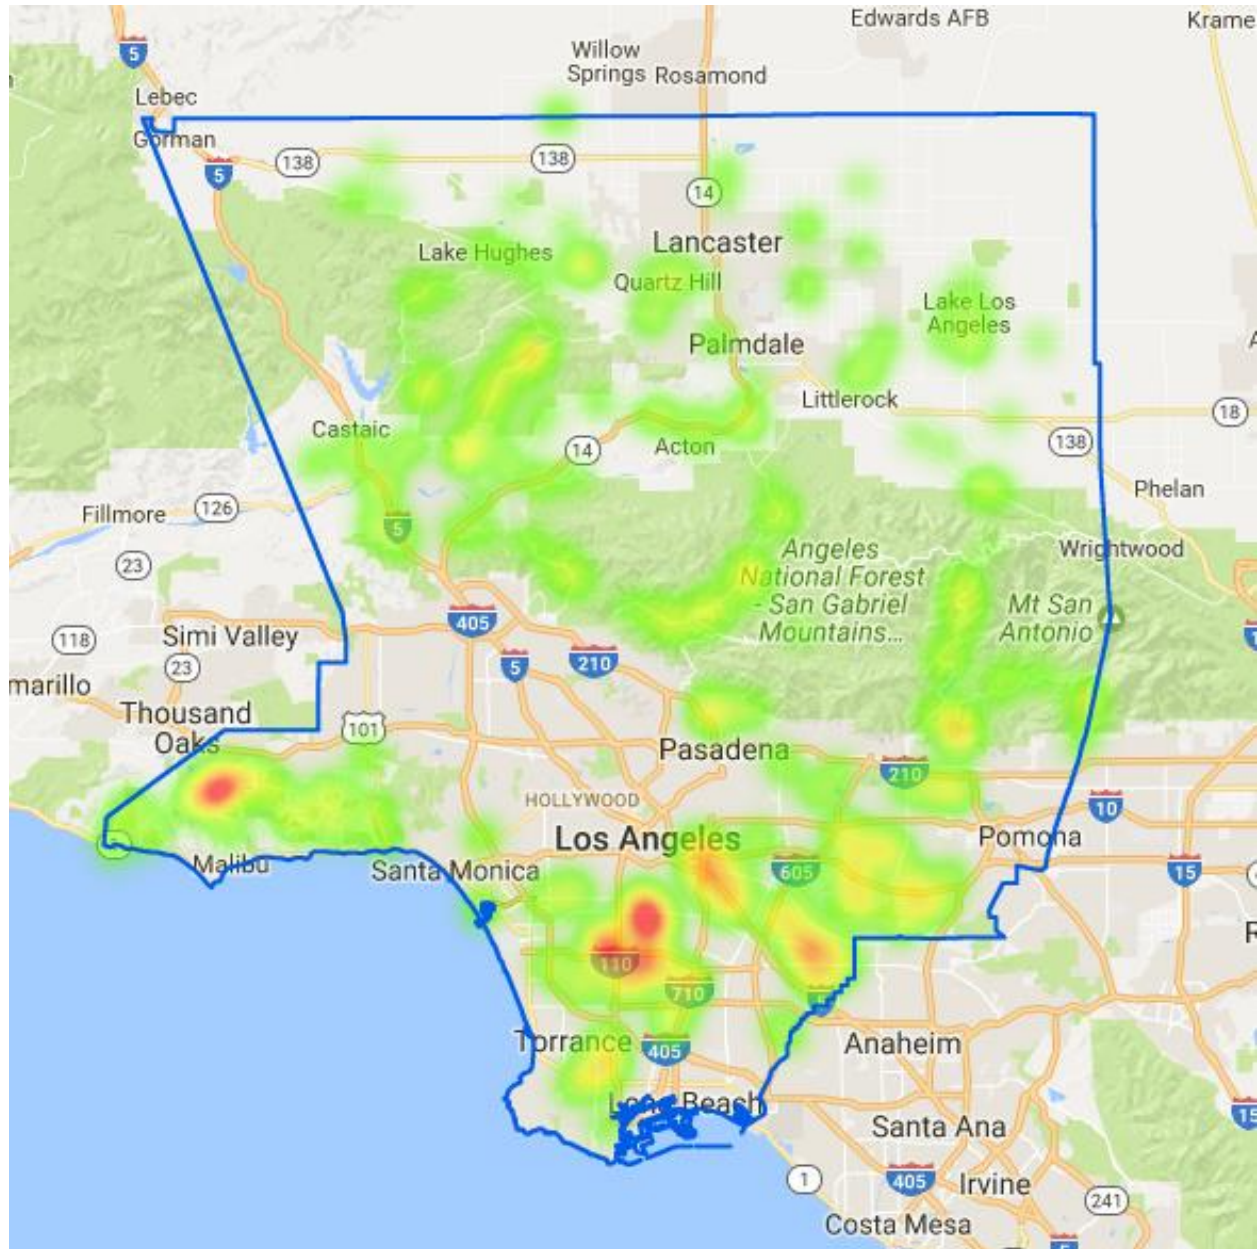 Edwards AFB
Krame
5
Willow
Springs
Rosamond
Lebec
Gorman
138
138
5
14
Lancaster
Lake Hughes
Quartz Hill
Lake Los
Angeles
Palmdale
Littlerock
18
Castaic
14
Acton
138
Phelan
126
Fillmore
5
23
Angeles
National Forest
- San Gabriel
Mountains...
Wrightwood
Mt San
Antonio
405
118
Simi Valley
5
210
23
marillo
Thousand
Oaks
101
Pasadena
210
HOLLYWOOD
10
Los Angeles
Pomona
Malibu
Santa Monica
605
15
110
710
Torrance
405
Anaheim
Long Beach
Santa Ana
15
1
405
Irvine
241
Costa Mesa
5